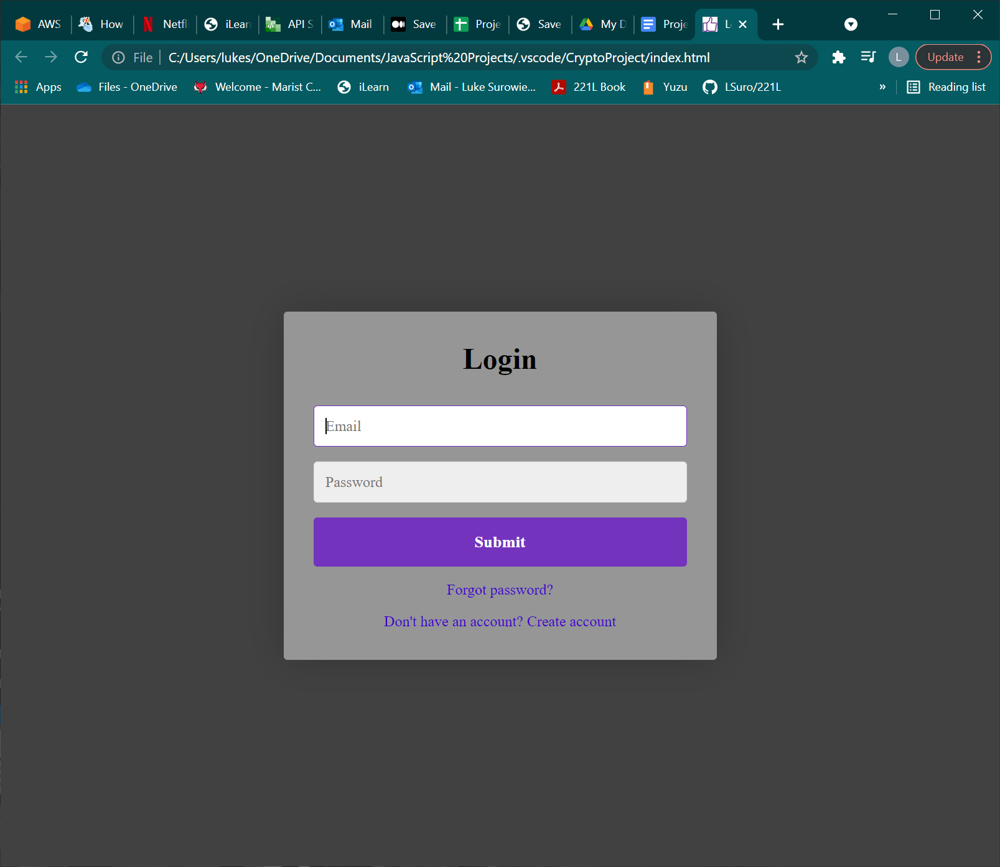 AWS How Netfl iLearn API S Mail Save Proje Save My D Proje L
File C:/Users/lukes/OneDrive/Documents/JavaScript%20Projects/.vscode/CryptoProject/index.html L Update
Apps Files - OneDrive Welcome - Marist C... iLearn Mail - Luke Surowie... 221L Book Yuzu LSuro/221L » Reading list
Login
Email
Password
Submit
Forgot password?
Don't have an account? Create account